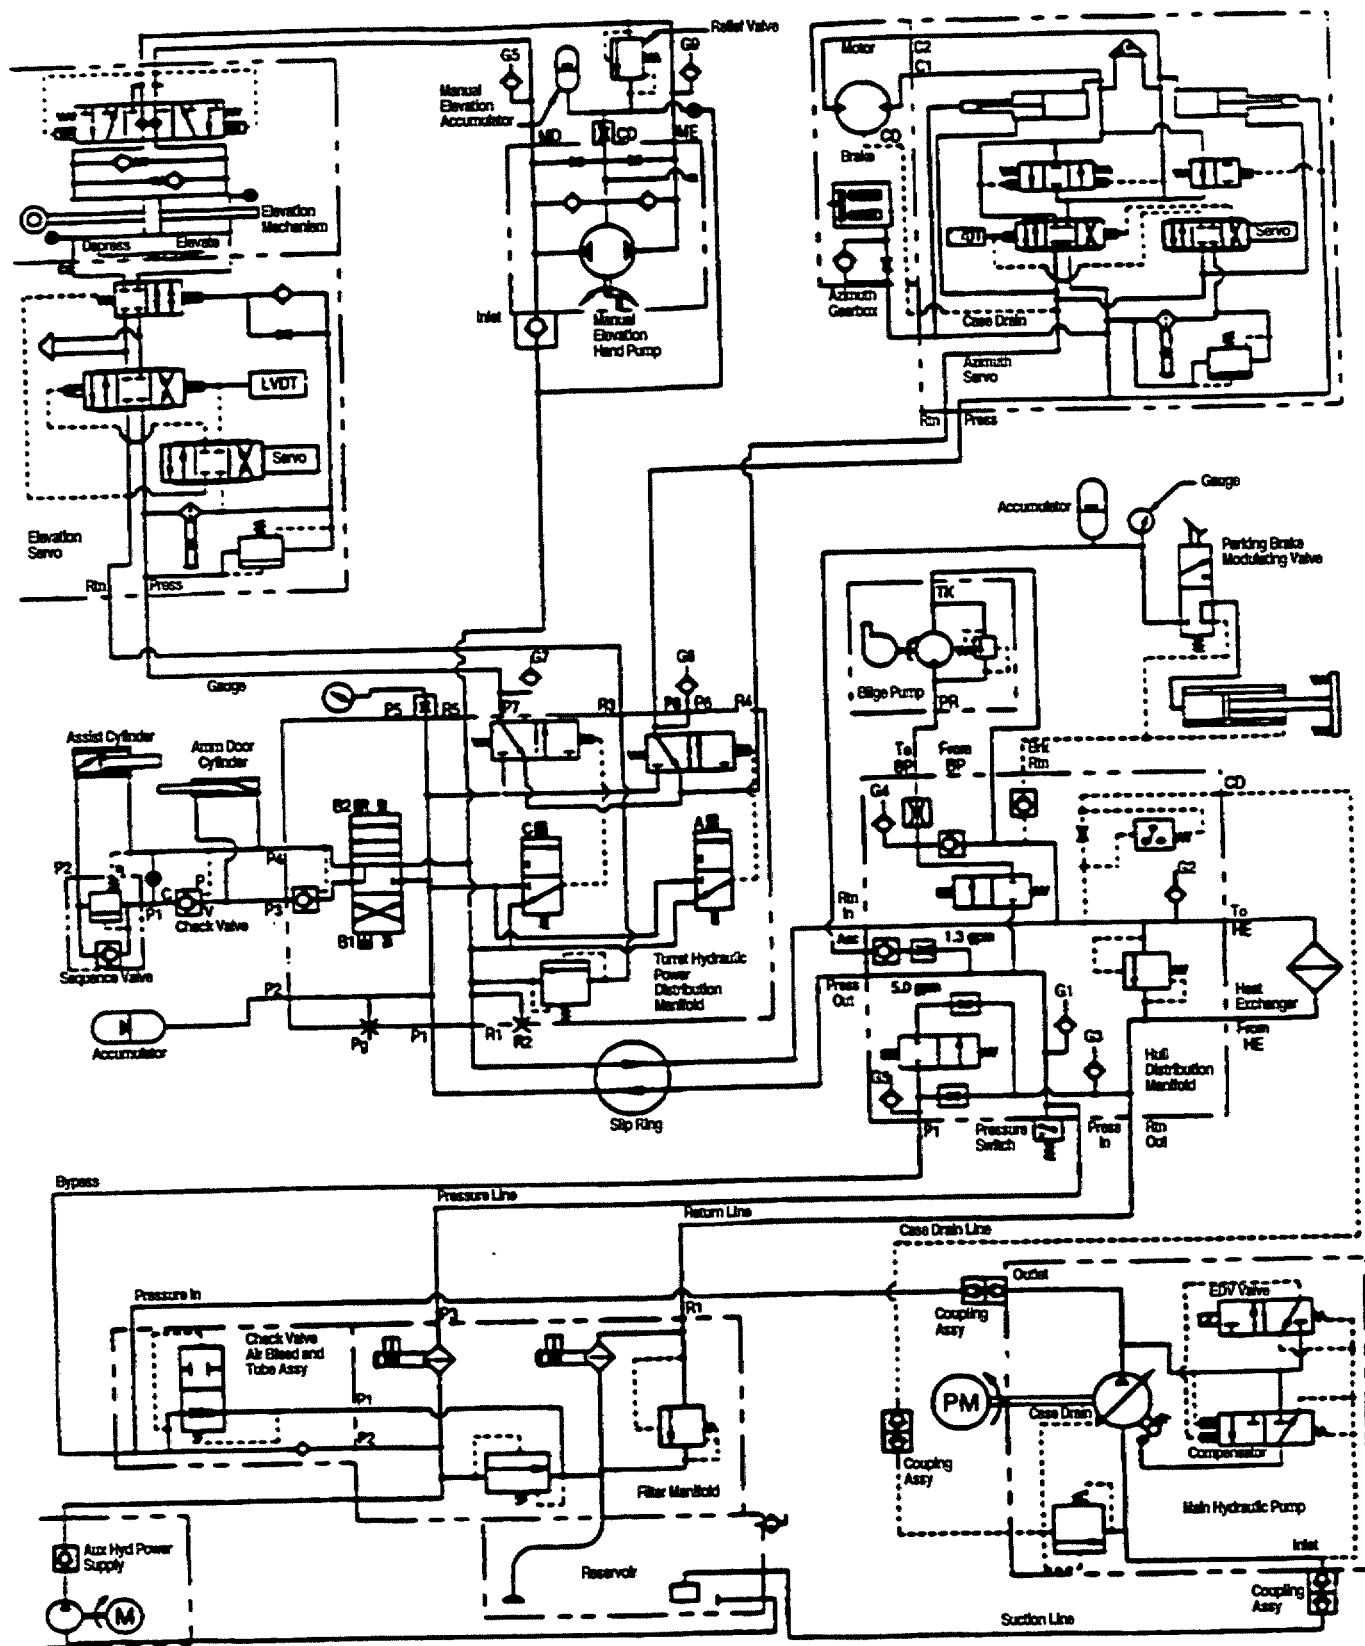 Relief Valve
G5
G9
Manual
Elevation
Accumulator
MD
CD
ME
Elevation
Mechanism
Depress
Elevate
Inlet
Manual
Elevation
Hand Pump
LVDT
Servo
Elevation
Servo
Rtn
Press
Motor
C2
C1
CD
Brake
Servo
Azimuth
Gearbox
Case Drain
Azimuth
Servo
Rtn
Press
Accumulator
Gauge
Parking Brake
Modulating Valve
TK
Bilge Pump
PR
To
BP
From
BP
Brk
Rtn
CD
G4
G2
Gauge
G7
G8
P5
R5
P7
R3
P8
P6
R4
Assist Cylinder
Amm Door
Cylinder
B2
C
A
P2
P4
P1
C
P
V
P3
Check Valve
B1
Sequence Valve
Turret Hydraulic
Power
Distribution
Manifold
P2
P9
P1
R1
R2
Accumulator
Slip Ring
Rtn
In
Acc
1.3 gpm
To
HE
Press
Out
5.0 gpm
G1
Heat
Exchanger
From
HE
G3
G3
Hull
Distribution
Manifold
P1
Pressure
Switch
Press
In
Rtn
Out
Bypass
Pressure Line
Return Line
Case Drain Line
Pressure In
P3
R1
Coupling
Assy
Outlet
EDV Valve
Check Valve
Air Bleed and
Tube Assy
P1
P2
PM
Case Drain
Coupling
Assy
Compensator
Filter Manifold
Main Hydraulic Pump
Aux Hyd Power
Supply
M
Reservoir
Inlet
Coupling
Assy
Suction Line